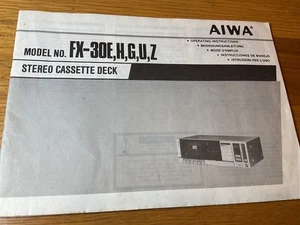 AIWA
MODEL NO. FX-30E,H,G,U,Z
STEREO CASSETTE DECK
• OPERATING INSTRUCTIONS
• BEDIENUNGSANLEITUNG
• MODE D'EMPLOI
• INSTRUCCIONES DE MANEJO
• ISTRUZIONI PER L'USO